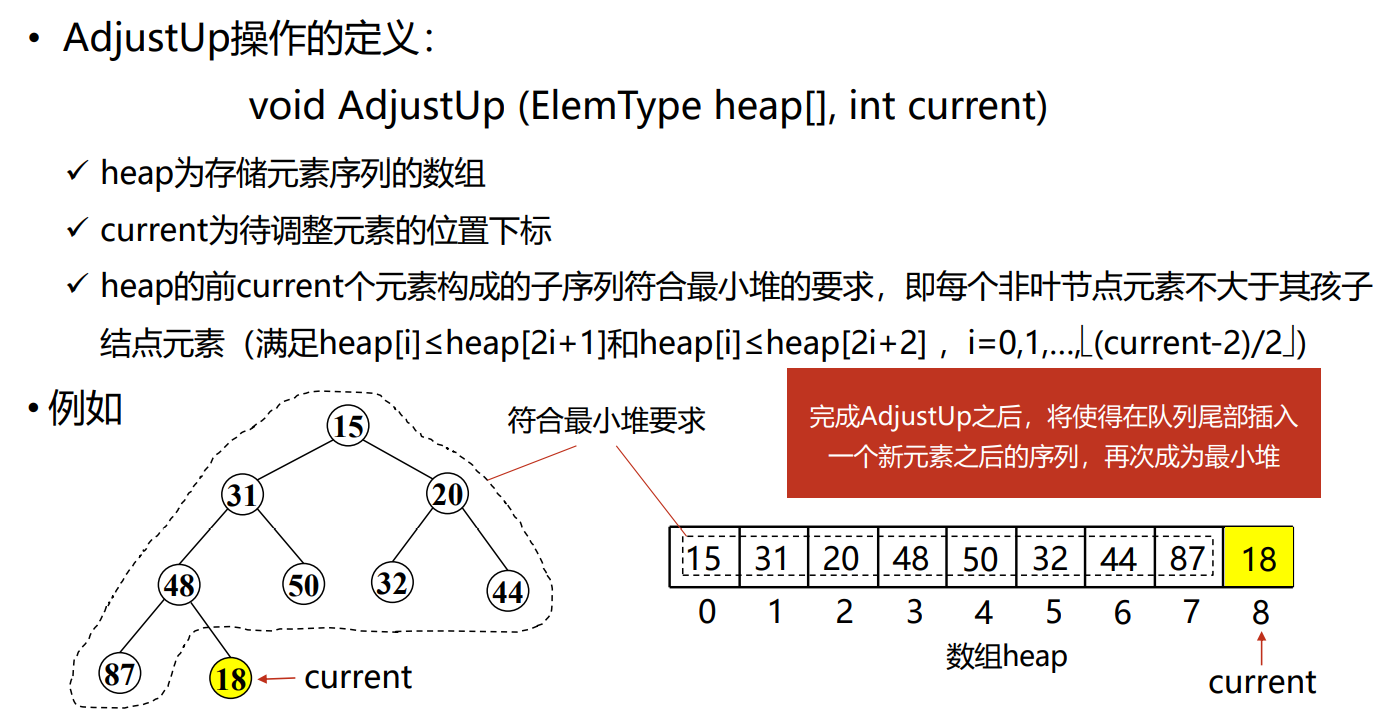 • AdjustUp操作的定义：
void AdjustUp (ElemType heap[], int current)
✓ heap为存储元素序列的数组
✓ current为待调整元素的位置下标
✓ heap的前current个元素构成的子序列符合最小堆的要求，即每个非叶节点元素不大于其孩子
结点元素（满足heap[i]≤heap[2i+1]和heap[i]≤heap[2i+2] ，i=0,1,…,⌊(current-2)/2⌋)
• 例如
符合最小堆要求
完成AdjustUp之后，将使得在队列尾部插入
一个新元素之后的序列，再次成为最小堆
15
31 20
48 50 32 44
87 18 current
15 31 20 48 50 32 44 87 18
0 1 2 3 4 5 6 7 8
数组heap
current